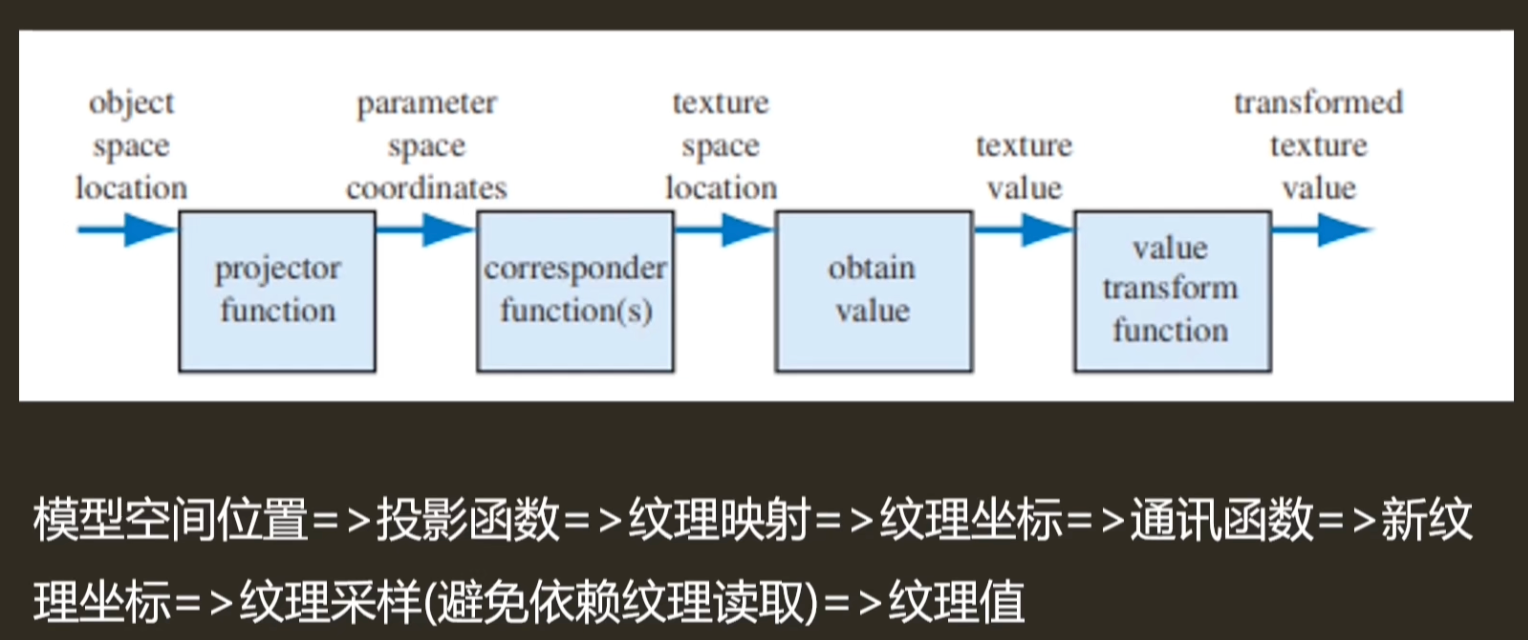 object
space
location
parameter
space
coordinates
texture
space
location
texture
value
transformed
texture
value
projector
function
corresponder
function(s)
obtain
value
value
transform
function
模型空间位置=>投影函数=>纹理映射=>纹理坐标=>通讯函数=>新纹
理坐标=>纹理采样(避免依赖纹理读取)=>纹理值